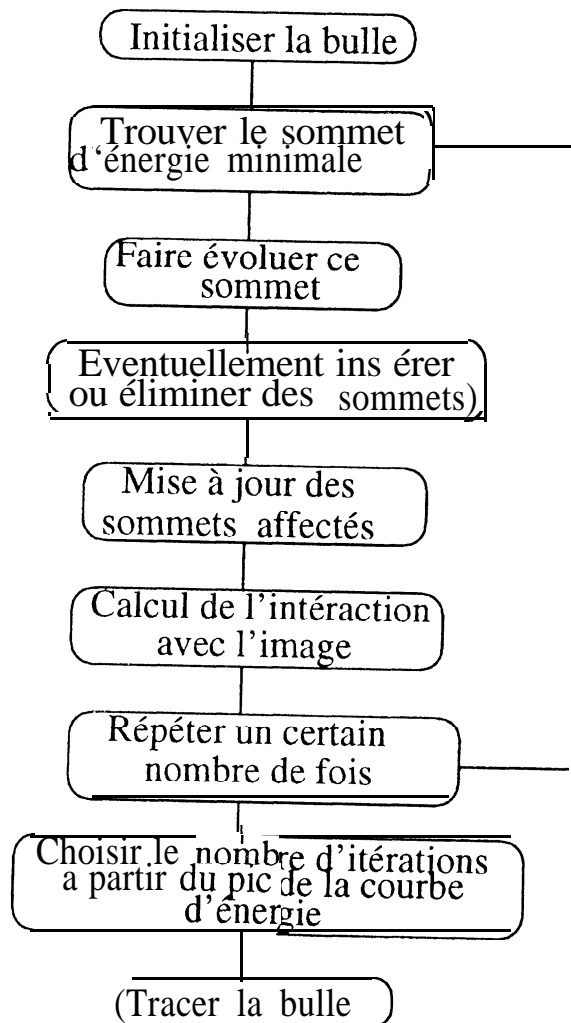 Initialiser la bulle
Trouver le sommet
d'énergie minimale
Faire évoluer ce
sommet
Eventuellement ins érer
ou éliminer des sommets)
Mise à jour des
sommets affectés
Calcul de l'intéraction
avec l'image
Répéter un certain
nombre de fois
Choisir le nombre d'itérations
a partir du pic de la courbe
d'énergie
(Tracer la bulle